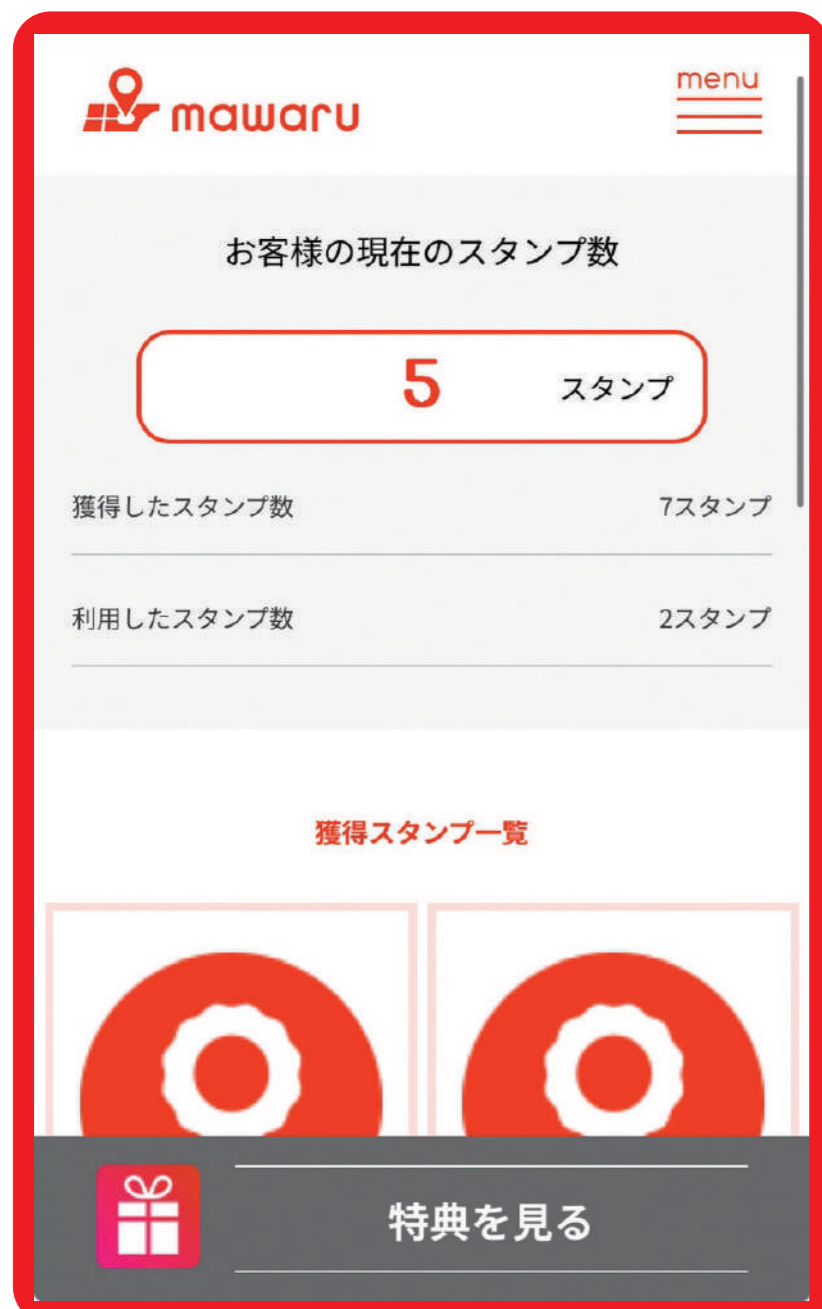 mawaru
menu
お客様の現在のスタンプ数
5 スタンプ
獲得したスタンプ数 7スタンプ
利用したスタンプ数 2スタンプ
獲得スタンプ一覧
特典を見る